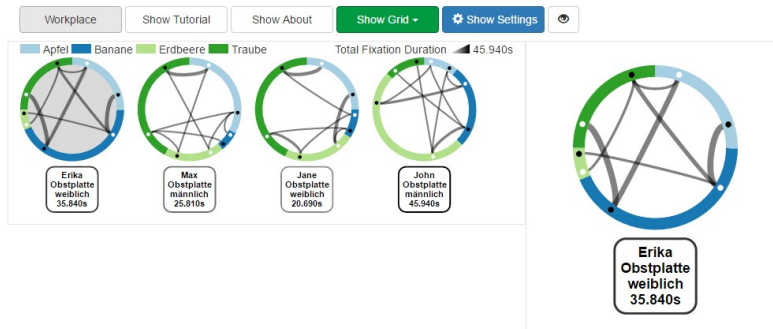 Workplace Show Tutorial Show About Show Grid Show Settings
Apfel Banane Erdbeere Traube Total Fixation Duration 45.940s
Erika
Obstplatte
weiblich
35.840s
Max
Obstplatte
männlich
25.810s
Jane
Obstplatte
weiblich
20.690s
John
Obstplatte
männlich
45.940s
Erika
Obstplatte
weiblich
35.840s